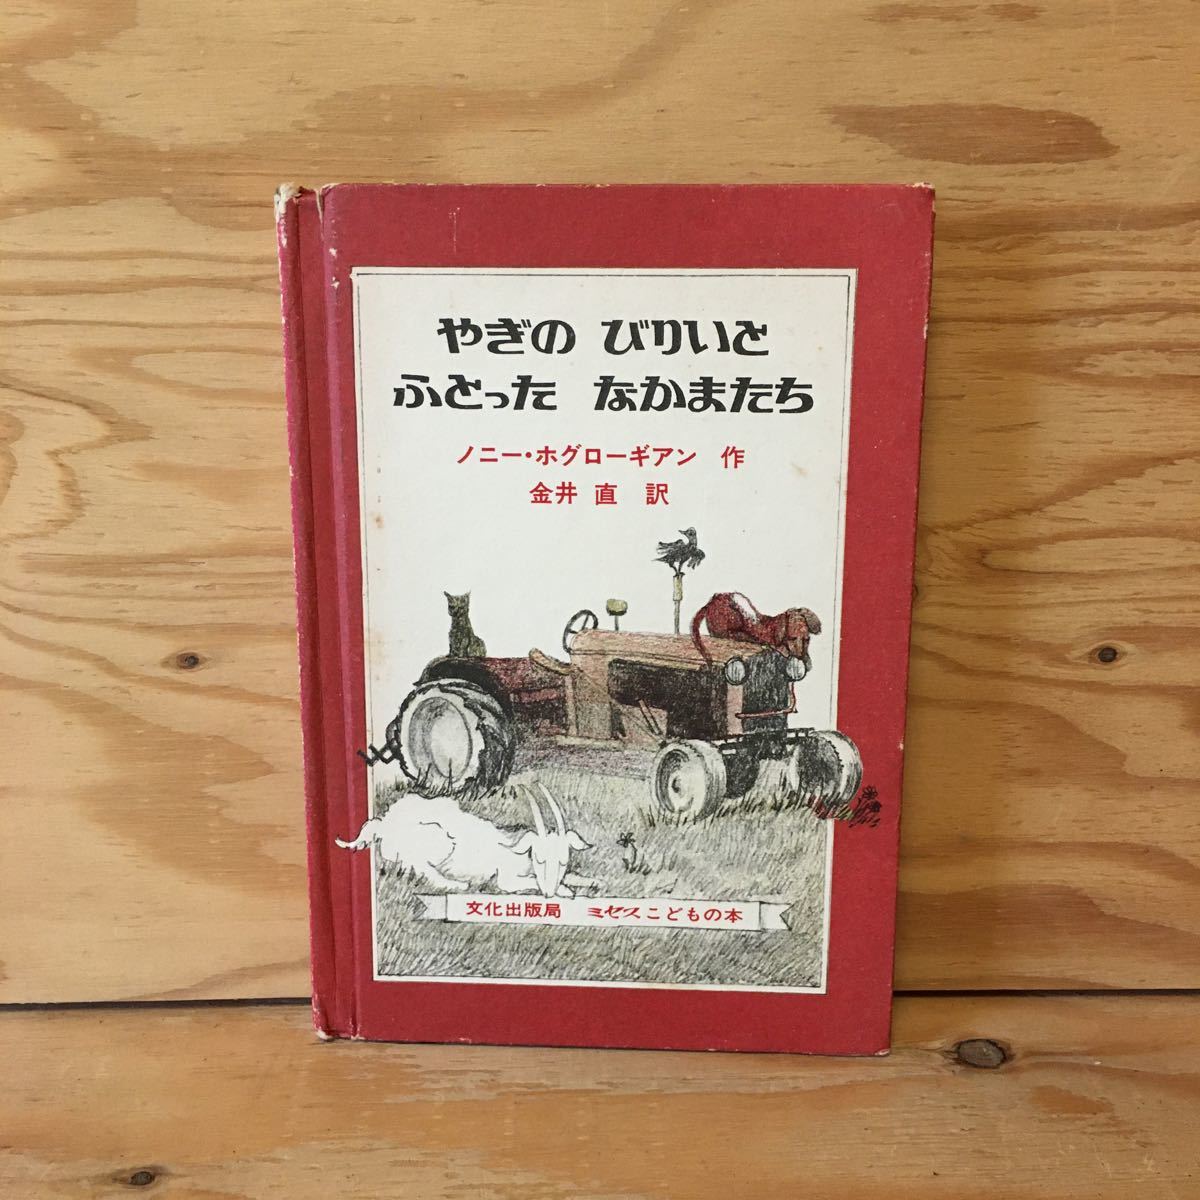 やぎの びりいと
ふとった なかまたち
ノニー・ホグローギアン 作
金井 直 訳
文化出版局 ミセスこどもの本